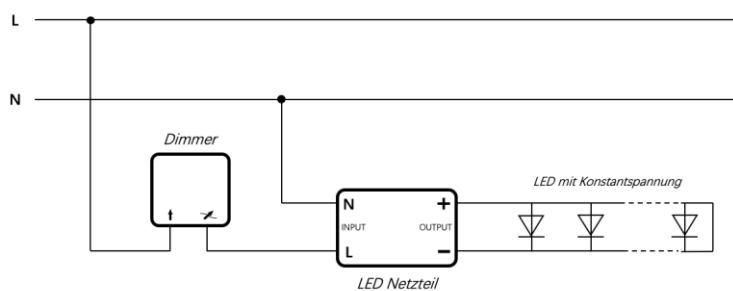 L
N
Dimmer
LED mit Konstantspannung
N +
INPUT OUTPUT
L −
LED Netzteil